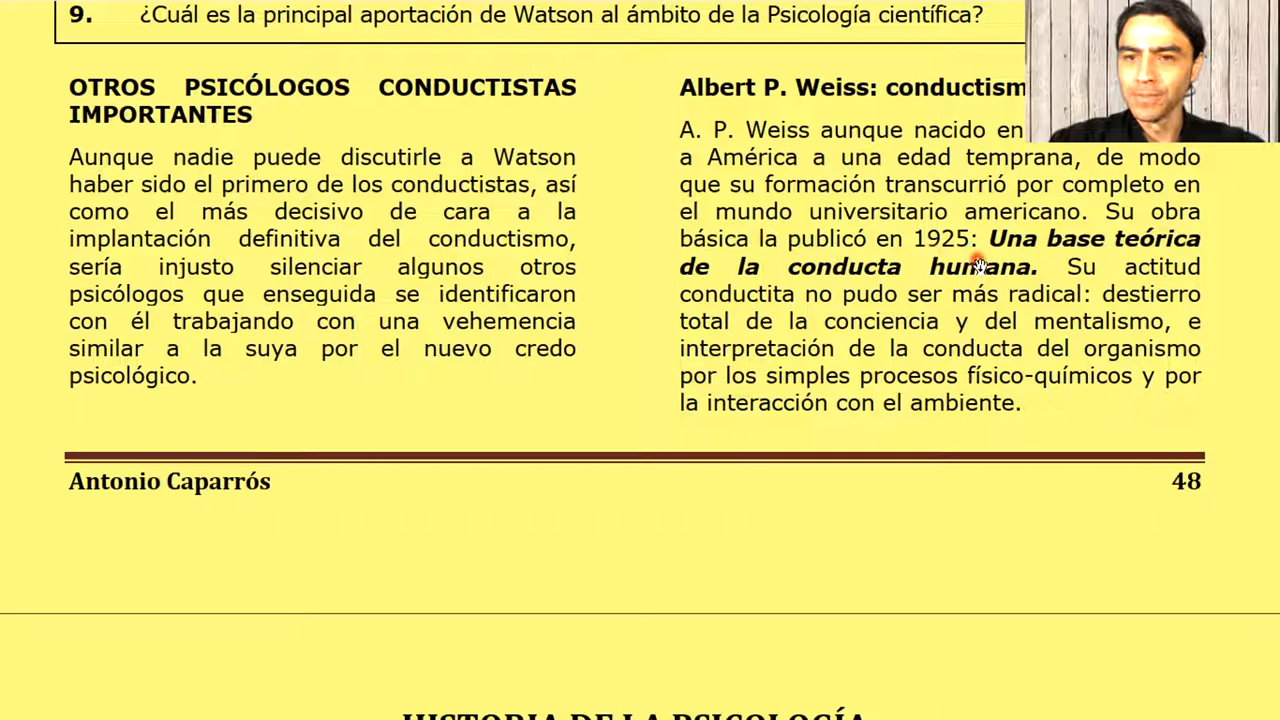 9. ¿Cuál es la principal aportación de Watson al ámbito de la Psicología científica?
OTROS PSICÓLOGOS CONDUCTISTAS
IMPORTANTES
Aunque nadie puede discutirle a Watson
haber sido el primero de los conductistas, así
como el más decisivo de cara a la
implantación definitiva del conductismo,
sería injusto silenciar algunos otros
psicólogos que enseguida se identificaron
con él trabajando con una vehemencia
similar a la suya por el nuevo credo
psicológico.
Albert P. Weiss: conductism
A. P. Weiss aunque nacido en
a América a una edad temprana, de modo
que su formación transcurrió por completo en
el mundo universitario americano. Su obra
básica la publicó en 1925: Una base teórica
de la conducta humana. Su actitud
conductita no pudo ser más radical: destierro
total de la conciencia y del mentalismo, e
interpretación de la conducta del organismo
por los simples procesos físico-químicos y por
la interacción con el ambiente.
Antonio Caparrós 48
HISTORIA DE LA PSICOLOGÍA